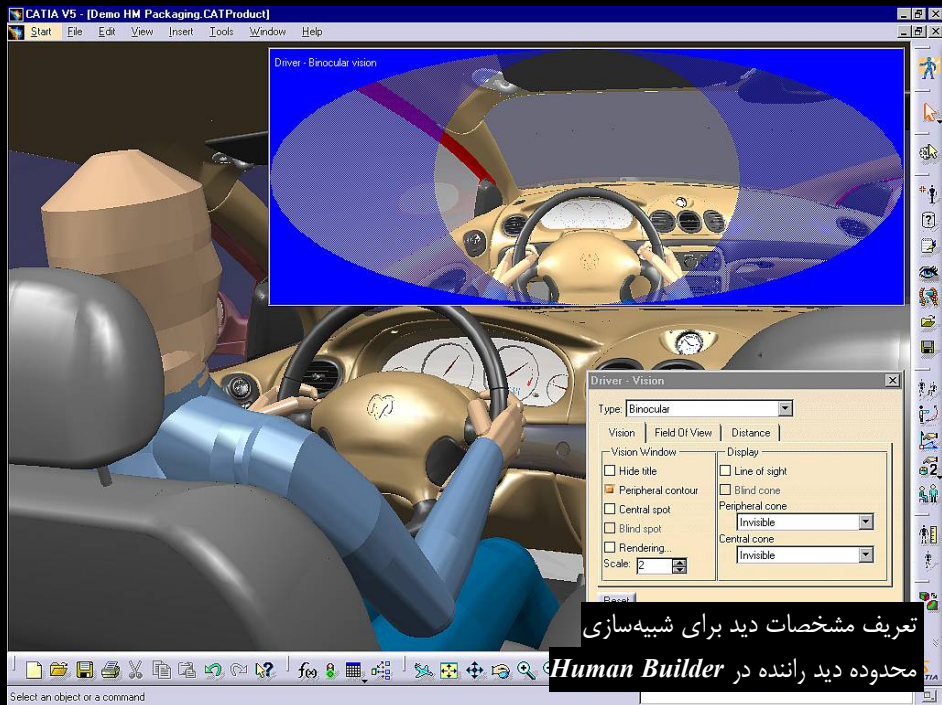 CATIA V5 - [Demo HM Packaging.CATProduct]
Start File Edit View Insert Tools Window Help
Driver - Binocular vision
Driver - Vision
Type: Binocular
Vision Field Of View Distance
Vision Window
Hide title
Peripheral contour
Central spot
Blind spot
Rendering...
Scale: 2
Display
Line of sight
Blind cone
Peripheral cone
Invisible
Central cone
Invisible
Reset
تعریف مشخصات دید برای شبیه‌سازی
محدوده دید راننده در Human Builder
f(x)
Select an object or a command